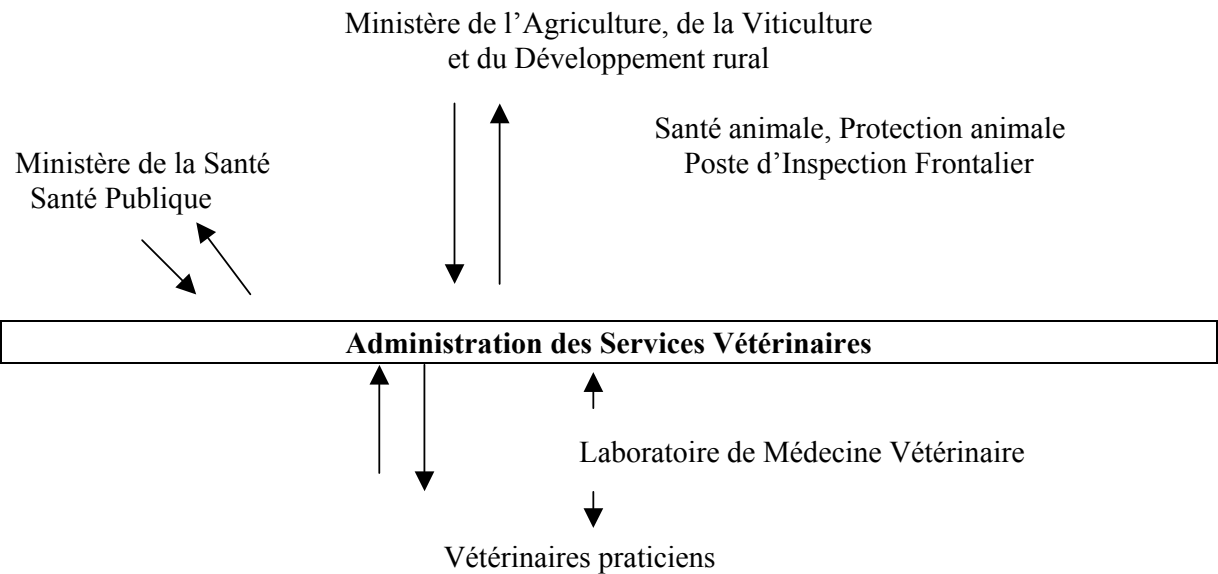 Ministère de l’Agriculture, de la Viticulture
et du Développement rural
Santé animale, Protection animale
Poste d’Inspection Frontalier
Ministère de la Santé
Santé Publique
Administration des Services Vétérinaires
Laboratoire de Médecine Vétérinaire
Vétérinaires praticiens